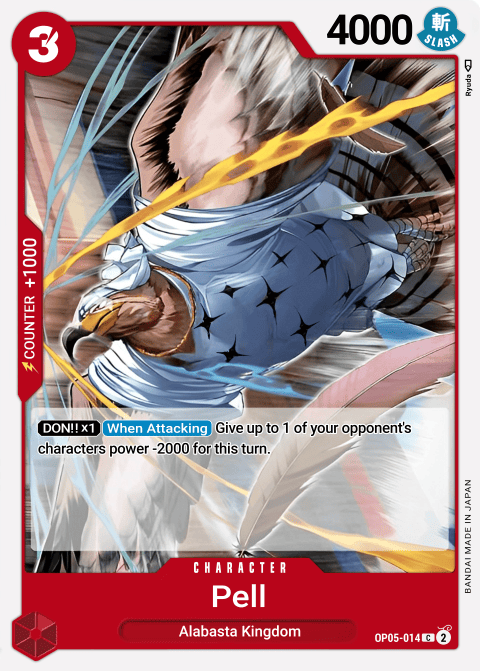 3
4000
斬
SLASH
Ryuda
COUNTER +1000
DON!! x1 When Attacking Give up to 1 of your opponent's
characters power -2000 for this turn.
BANDAI MADE IN JAPAN
CHARACTER
Pell
Alabasta Kingdom
OP05-014 C 2